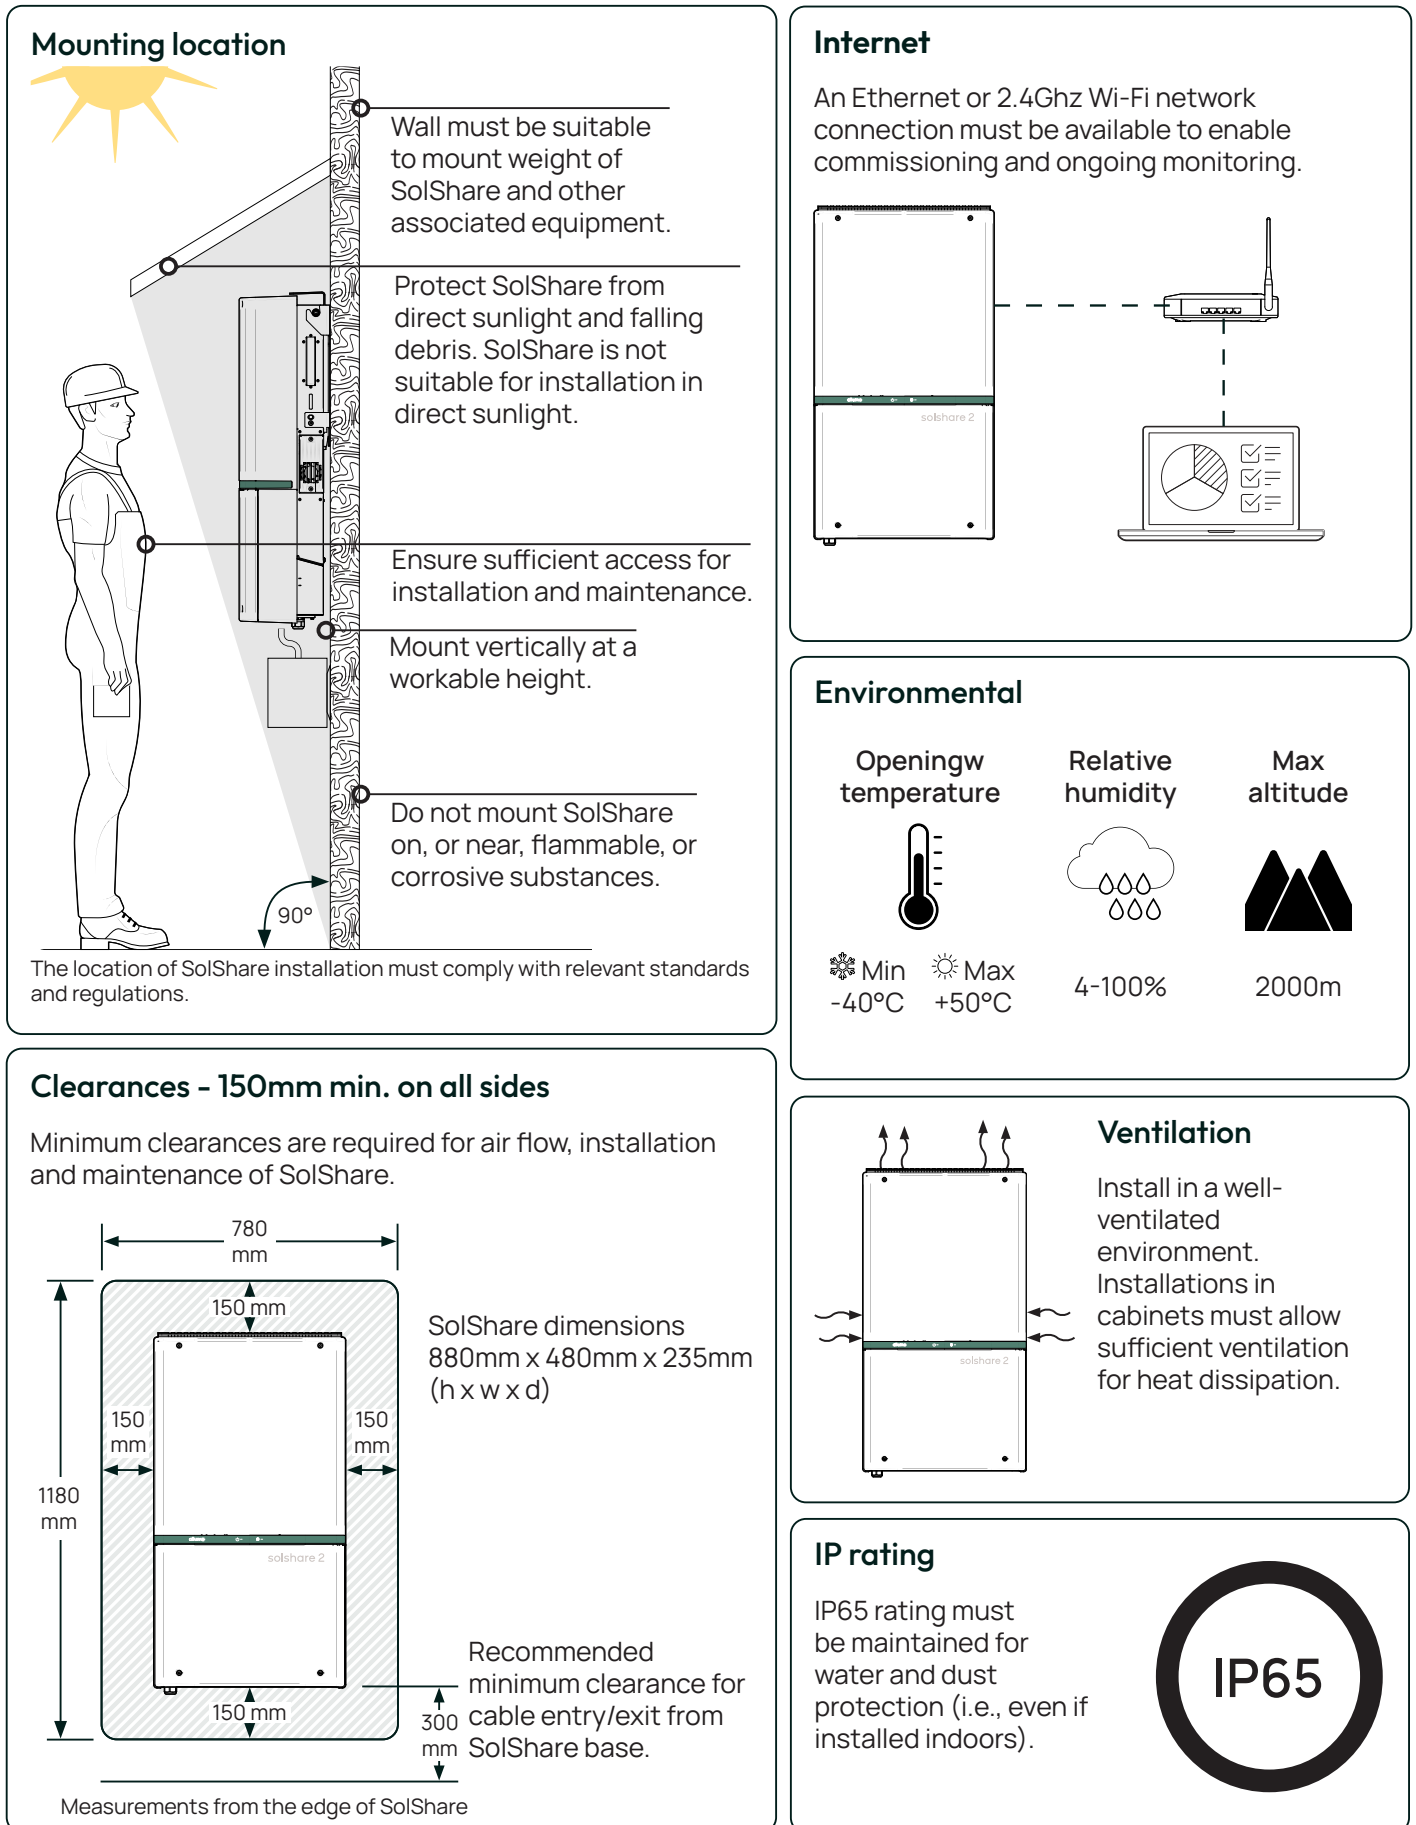 Mounting location
Wall must be suitable
to mount weight of
SolShare and other
associated equipment.
Protect SolShare from
direct sunlight and falling
debris. SolShare is not
suitable for installation in
direct sunlight.
Ensure sufficient access for
installation and maintenance.
Mount vertically at a
workable height.
Do not mount SolShare
on, or near, flammable, or
corrosive substances.
90°
The location of SolShare installation must comply with relevant standards
and regulations.
Internet
An Ethernet or 2.4Ghz Wi-Fi network
connection must be available to enable
commissioning and ongoing monitoring.
solshare 2
Environmental
Openingw
temperature
Min
-40°C
Max
+50°C
Relative
humidity
4-100%
Max
altitude
2000m
Clearances - 150mm min. on all sides
Minimum clearances are required for air flow, installation
and maintenance of SolShare.
780
mm
150 mm
150
mm
150
mm
1180
mm
solshare 2
150 mm
SolShare dimensions
880mm x 480mm x 235mm
(h x w x d)
Recommended
minimum clearance for
cable entry/exit from
SolShare base.
300
mm
Measurements from the edge of SolShare
Ventilation
Install in a well-
ventilated
environment.
Installations in
cabinets must allow
sufficient ventilation
for heat dissipation.
solshare 2
IP rating
IP65 rating must
be maintained for
water and dust
protection (i.e., even if
installed indoors).
IP65